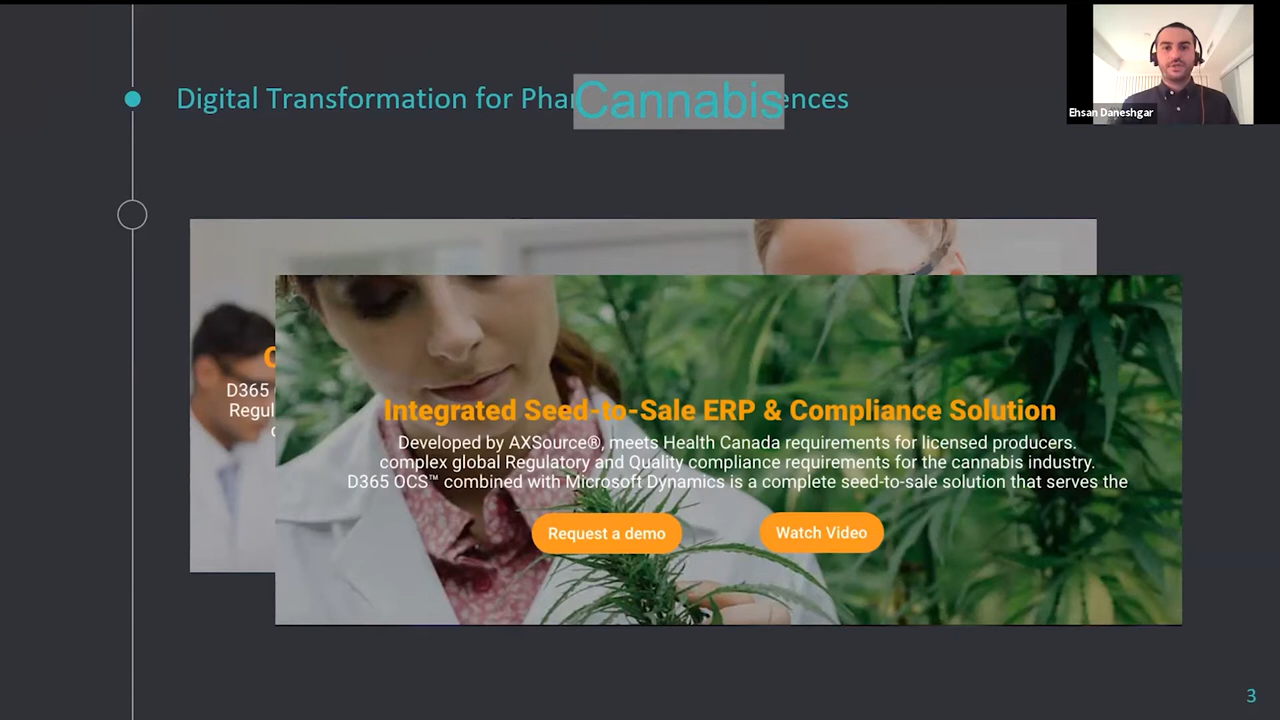 Digital Transformation for Phar
Cannabis
ences
Ehsan Daneshgar
D365
Regul
Integrated Seed-to-Sale ERP & Compliance Solution
Developed by AXSource®, meets Health Canada requirements for licensed producers.
complex global Regulatory and Quality compliance requirements for the cannabis industry.
D365 OCS™ combined with Microsoft Dynamics is a complete seed-to-sale solution that serves the
Request a demo
Watch Video
3